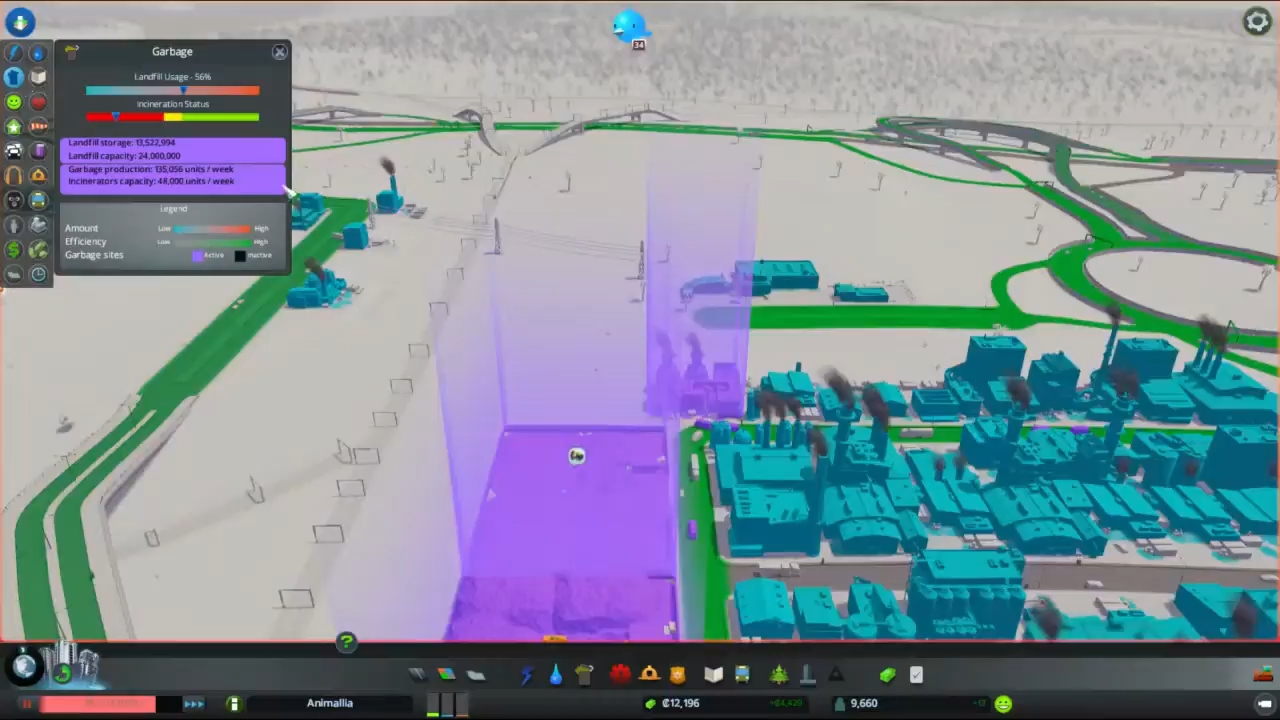 34
Garbage
Landfill Usage - 56%
Incineration Status
Landfill storage: 13,522,994
Landfill capacity: 24,000,000
Garbage production: 135,056 units / week
Incinerators capacity: 48,000 units / week
Legend
Amount Low High
Efficiency Low High
Garbage sites Active Inactive
?
Animallia
₡12,196
9,660